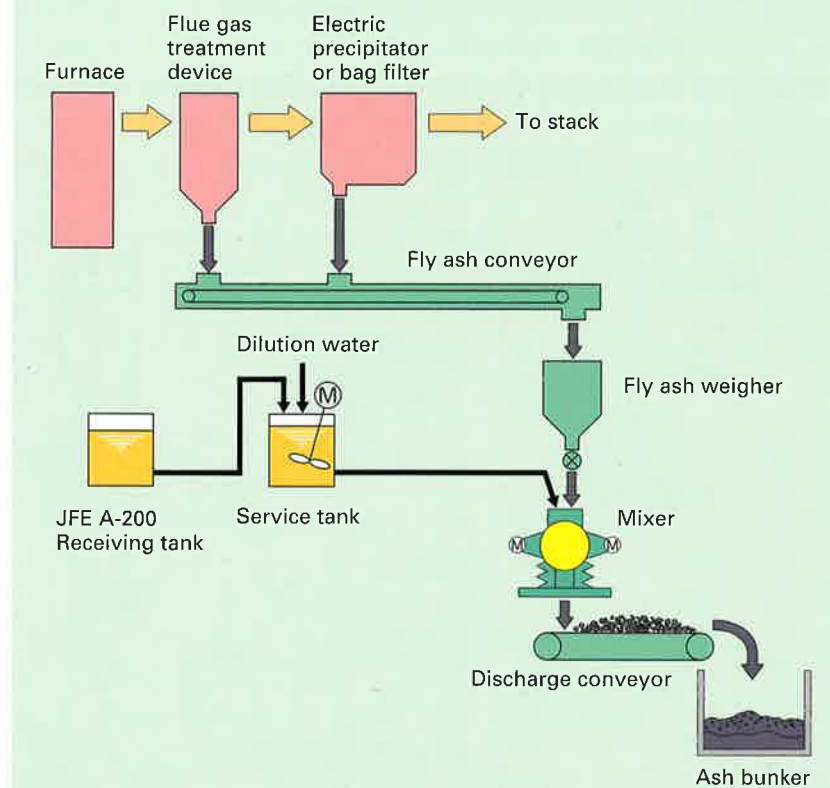 Furnace
Flue gas
treatment
device
Electric
precipitator
or bag filter
To stack
Fly ash conveyor
Dilution water
M
Fly ash weigher
JFE A-200
Receiving tank
Service tank
Mixer
M
M
Discharge conveyor
Ash bunker